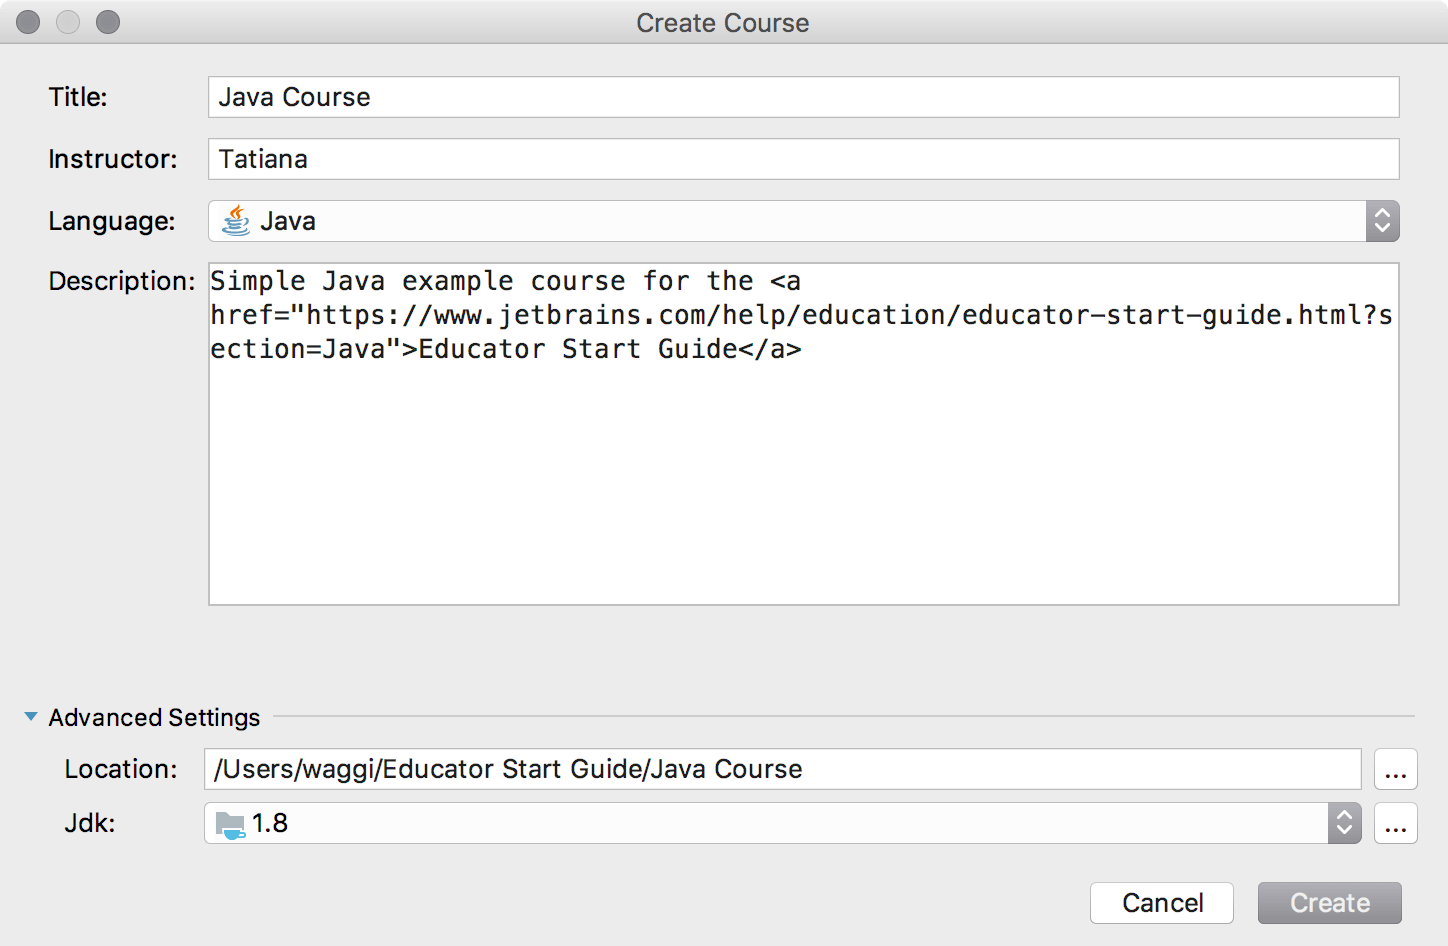 Create Course
Title: Java Course
Instructor: Tatiana
Language: Java
Description: Simple Java example course for the <a
href="https://www.jetbrains.com/help/education/educator-start-guide.html?s
ection=Java">Educator Start Guide</a>
Advanced Settings
Location: /Users/waggi/Educator Start Guide/Java Course ...
Jdk: 1.8 ...
Cancel Create